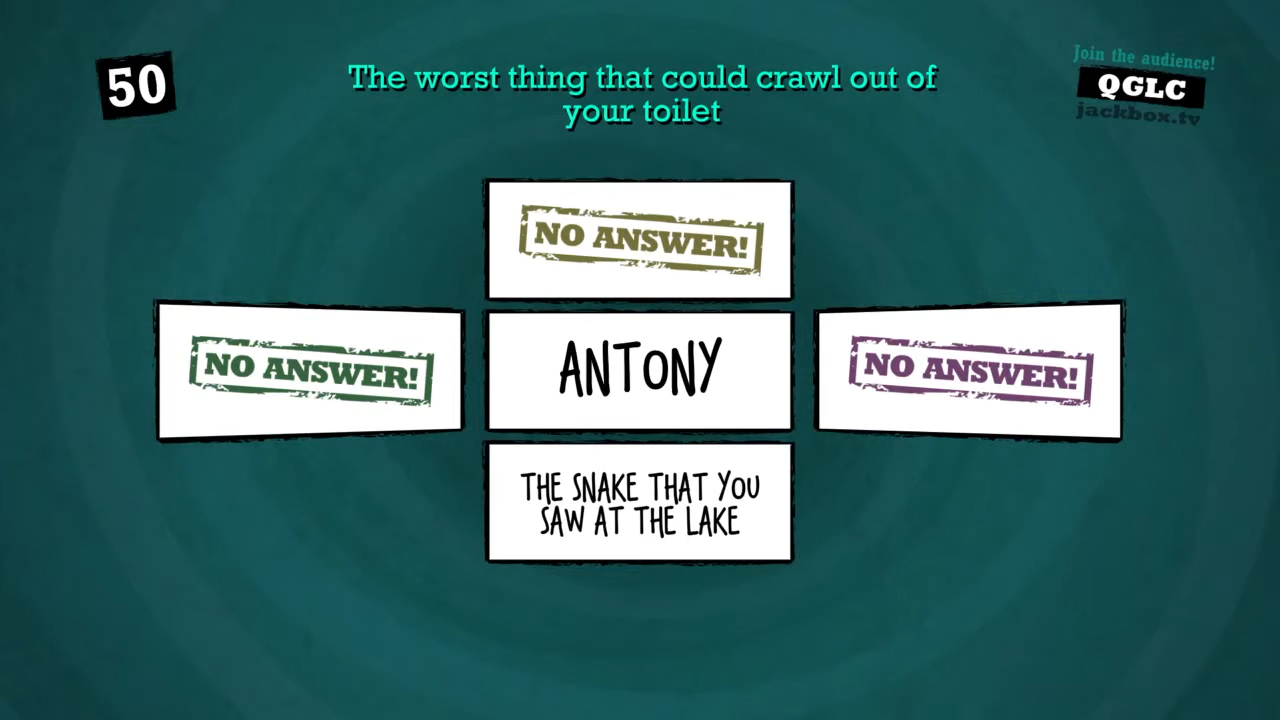 50
The worst thing that could crawl out of
your toilet
Join the audience!
QGLC
jackbox.tv
NO ANSWER!
NO ANSWER!
ANTONY
NO ANSWER!
THE SNAKE THAT YOU
SAW AT THE LAKE